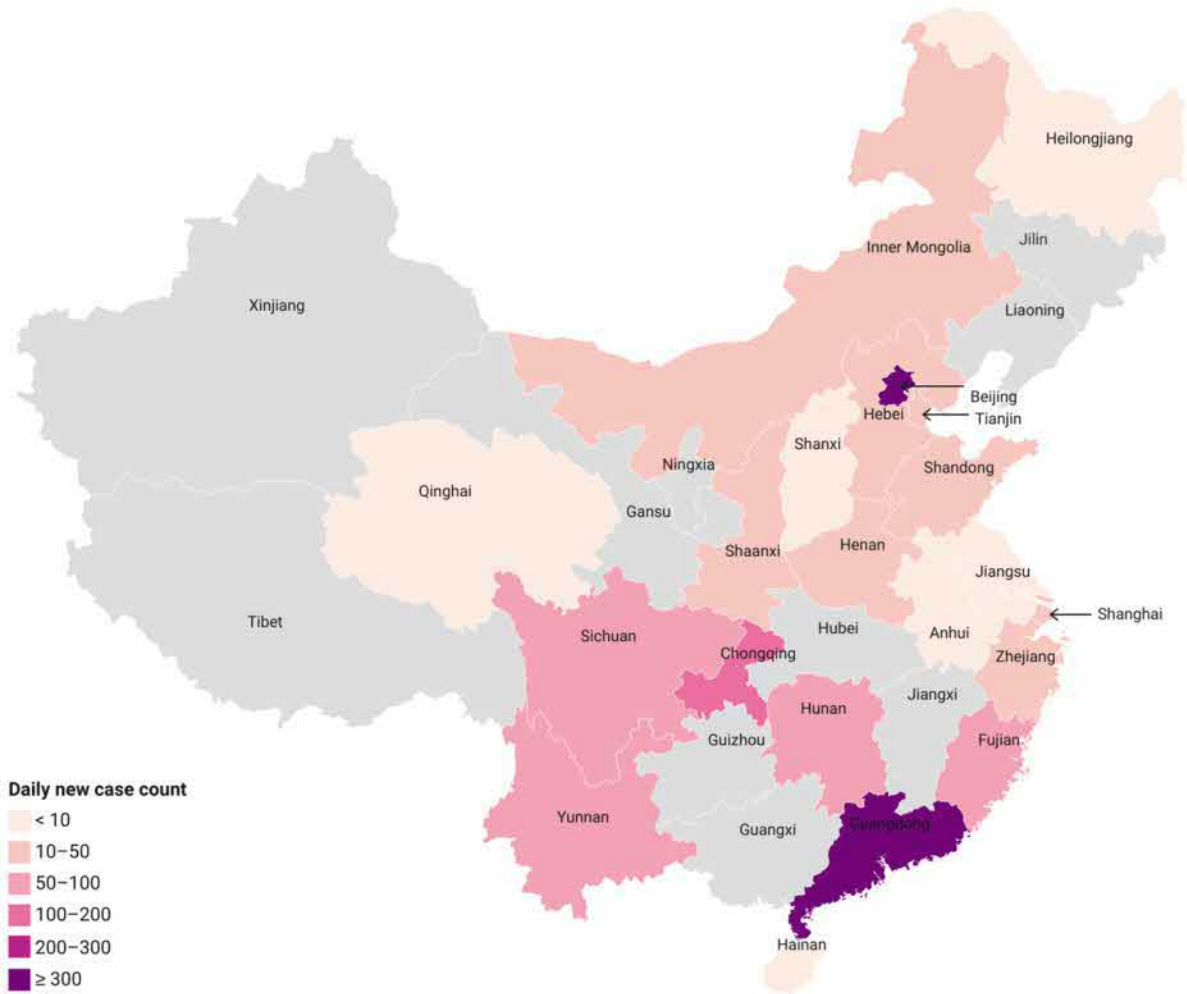 Heilongjiang
Inner Mongolia
Jilin
Xinjiang
Liaoning
Beijing
Hebei
Tianjin
Shanxi
Ningxia
Shandong
Qinghai
Gansu
Shaanxi
Henan
Jiangsu
Shanghai
Tibet
Sichuan
Hubei
Anhui
Chongqing
Zhejiang
Jiangxi
Hunan
Guizhou
Fujian
Daily new case count
< 10
10–50
50–100
100–200
200–300
≥ 300
Yunnan
Guangxi
Guangdong
Hainan